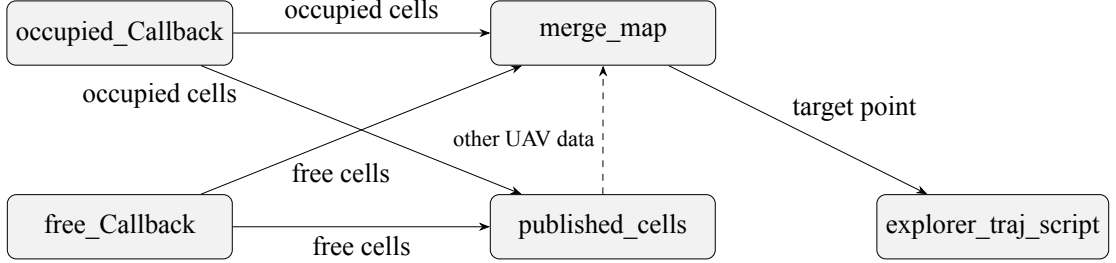 occupied cells
occupied_Callback
merge_map
occupied cells
target point
other UAV data
free cells
free_Callback
published_cells
explorer_traj_script
free cells